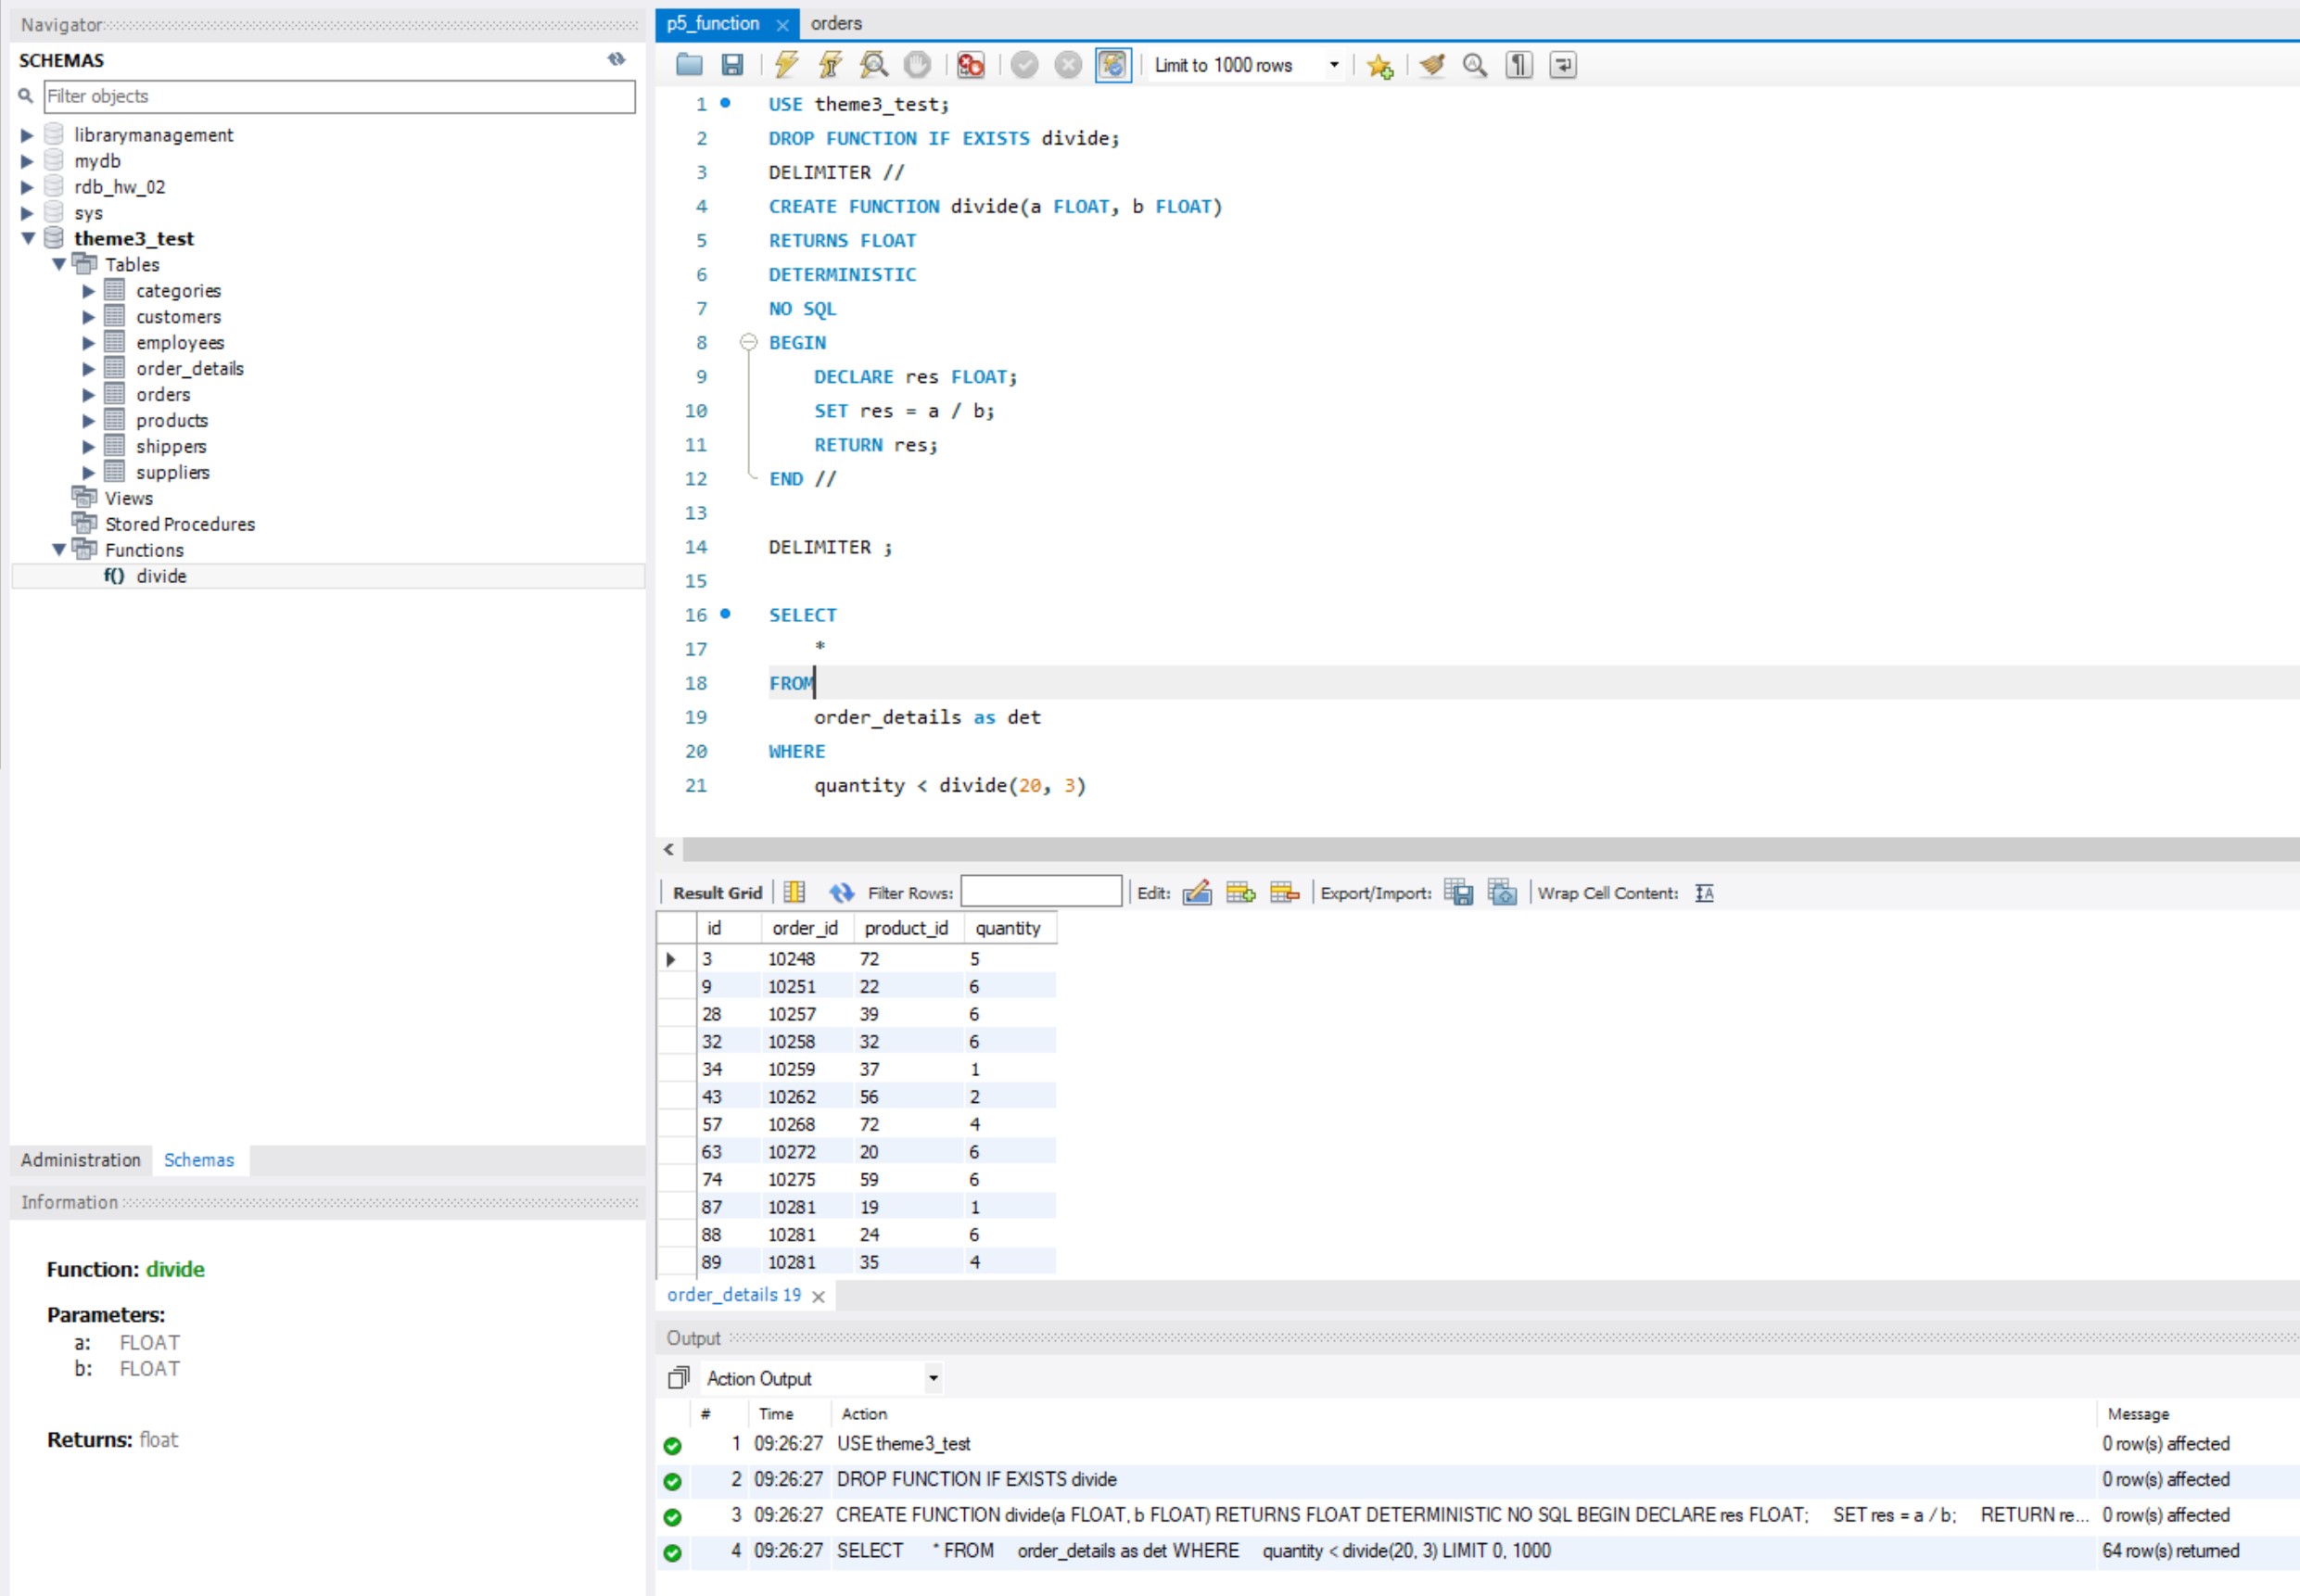 Navigator
SCHEMAS
Filter objects
librarymanagement
mydb
rdb_hw_02
sys
theme3_test
Tables
categories
customers
employees
order_details
orders
products
shippers
suppliers
Views
Stored Procedures
Functions
f() divide
Administration Schemas
Information
Function: divide
Parameters:
a: FLOAT
b: FLOAT
Returns: float
p5_function orders
Limit to 1000 rows
1 USE theme3_test;
2 DROP FUNCTION IF EXISTS divide;
3 DELIMITER //
4 CREATE FUNCTION divide(a FLOAT, b FLOAT)
5 RETURNS FLOAT
6 DETERMINISTIC
7 NO SQL
8 BEGIN
9 DECLARE res FLOAT;
10 SET res = a / b;
11 RETURN res;
12 END //
13
14 DELIMITER ;
15
16 SELECT
17 *
18 FROM
19 order_details as det
20 WHERE
21 quantity < divide(20, 3)
Result Grid Filter Rows: Edit: Export/Import: Wrap Cell Content:
id order_id product_id quantity
3 10248 72 5
9 10251 22 6
28 10257 39 6
32 10258 32 6
34 10259 37 1
43 10262 56 2
57 10268 72 4
63 10272 20 6
74 10275 59 6
87 10281 19 1
88 10281 24 6
89 10281 35 4
order_details 19
Output
Action Output
# Time Action Message
1 09:26:27 USE theme3_test 0 row(s) affected
2 09:26:27 DROP FUNCTION IF EXISTS divide 0 row(s) affected
3 09:26:27 CREATE FUNCTION divide(a FLOAT, b FLOAT) RETURNS FLOAT DETERMINISTIC NO SQL BEGIN DECLARE res FLOAT; SET res = a / b; RETURN re... 0 row(s) affected
4 09:26:27 SELECT * FROM order_details as det WHERE quantity < divide(20, 3) LIMIT 0, 1000 64 row(s) returned